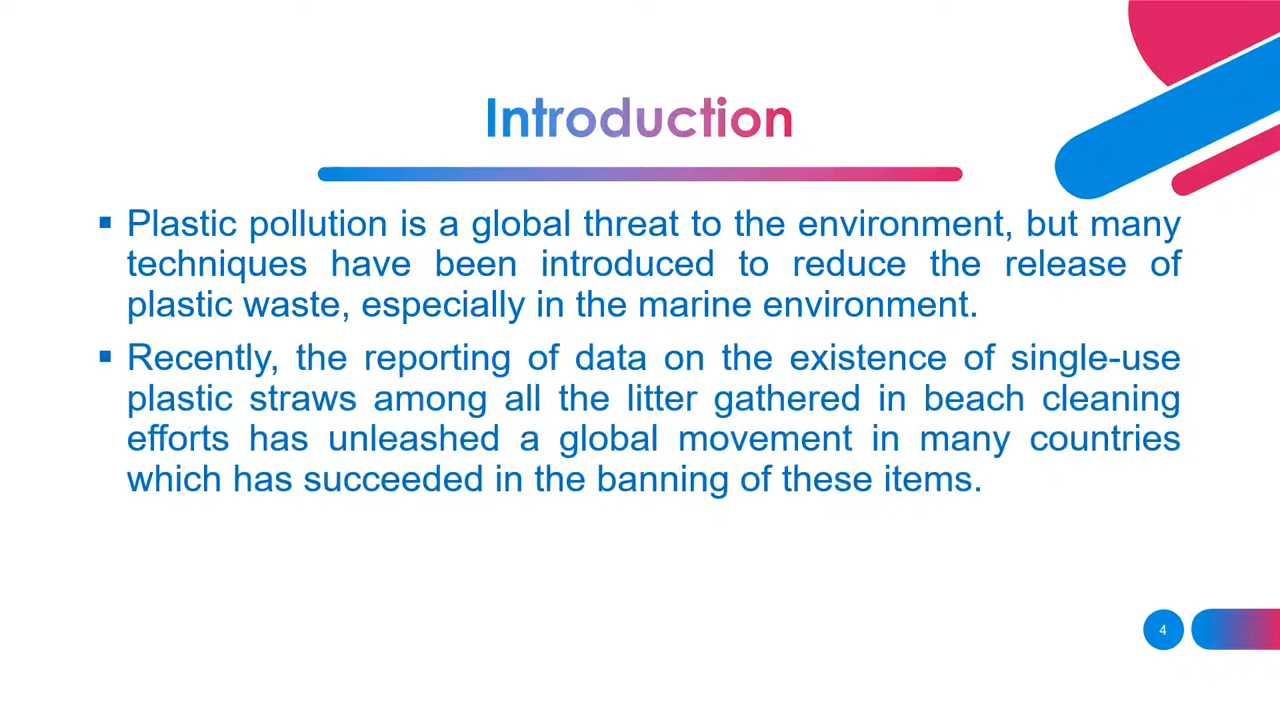 Introduction
▪ Plastic pollution is a global threat to the environment, but many
techniques have been introduced to reduce the release of
plastic waste, especially in the marine environment.
▪ Recently, the reporting of data on the existence of single-use
plastic straws among all the litter gathered in beach cleaning
efforts has unleashed a global movement in many countries
which has succeeded in the banning of these items.
4